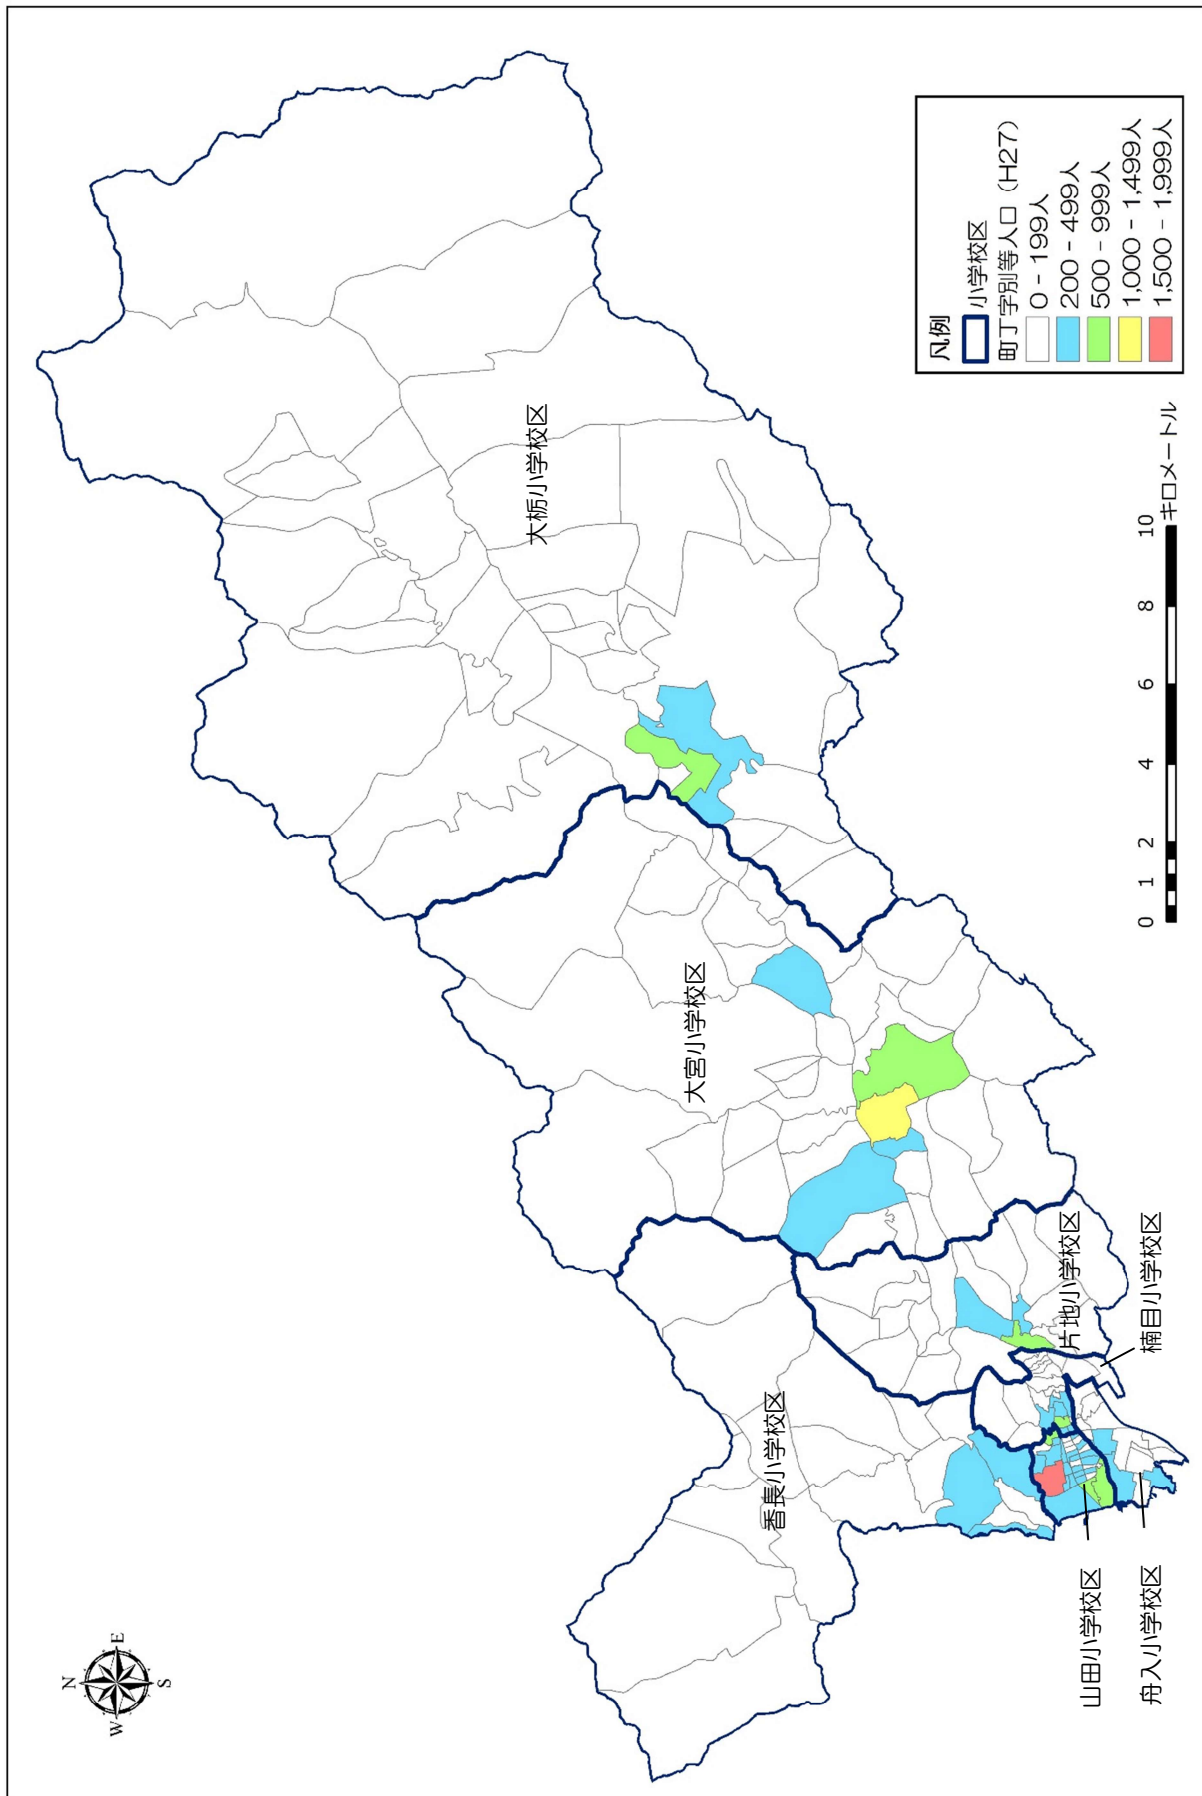 N
W
E
S
大栃小学校区
大宮小学校区
香長小学校区
片地小学校区
楠目小学校区
山田小学校区
舟入小学校区
凡例
小学校区
町丁字別等人口（H27）
0 - 199人
200 - 499人
500 - 999人
1,000 - 1,499人
1,500 - 1,999人
0 1 2 4 6 8 10
キロメートル